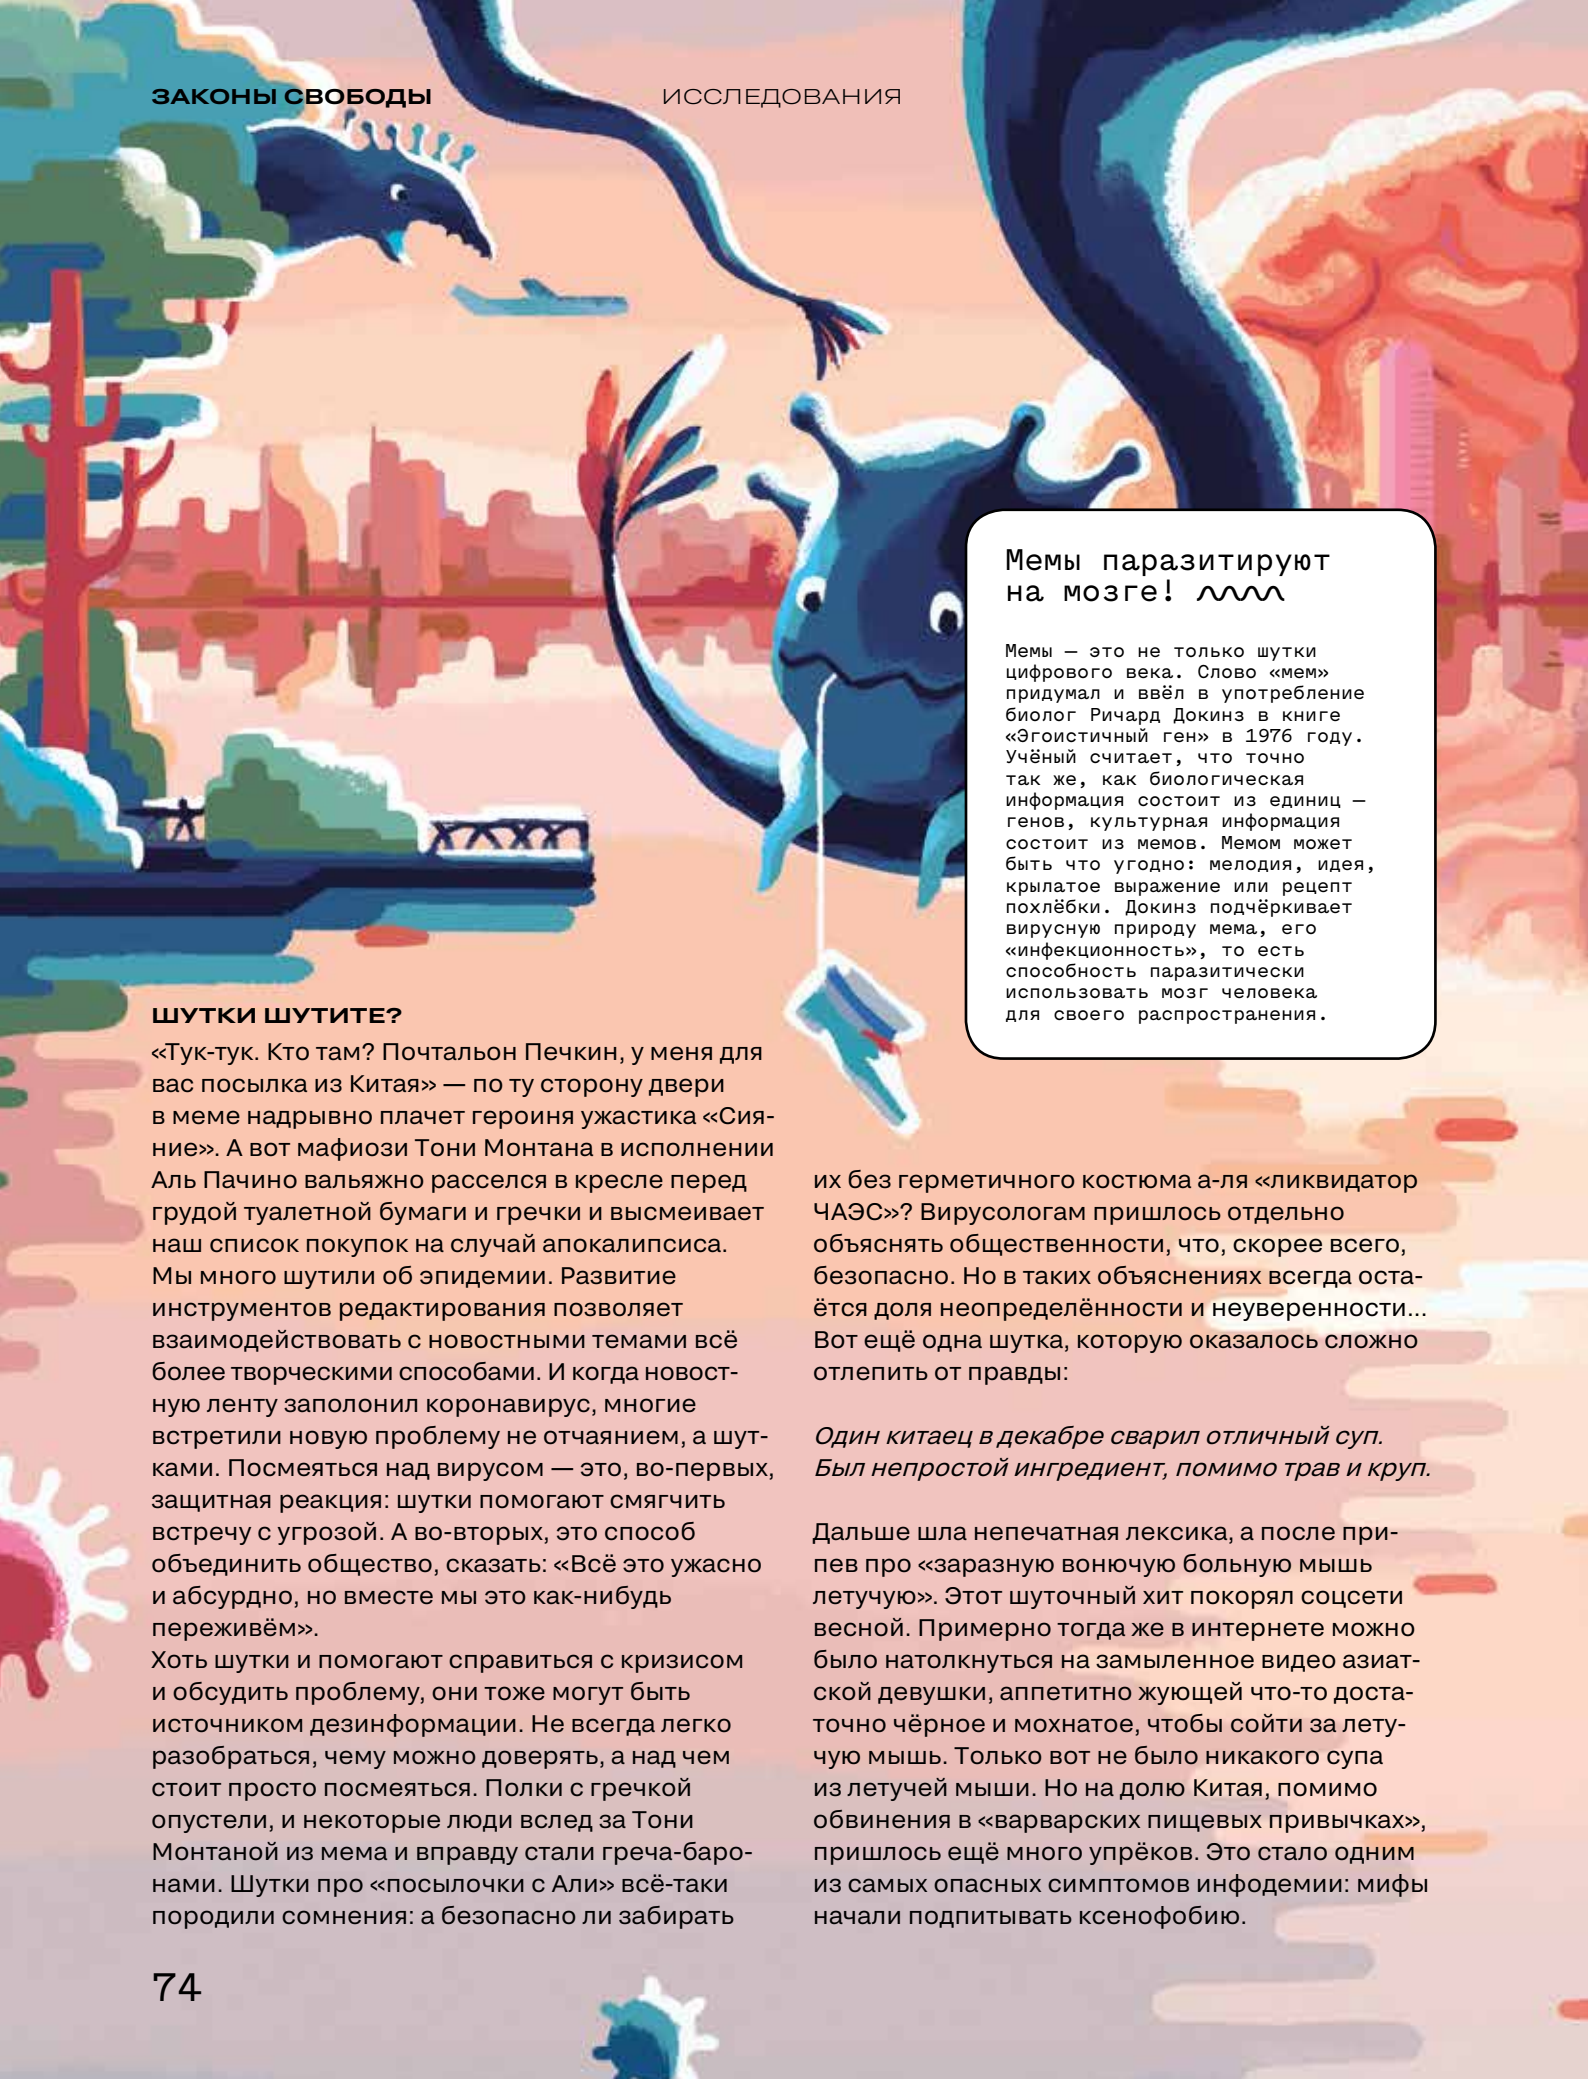 ЗАКОНЫ СВОБОДЫ
ИССЛЕДОВАНИЯ
Мемы паразитируют
на мозге!
Мемы — это не только шутки
цифрового века. Слово «мем»
придумал и ввёл в употребление
биолог Ричард Докинз в книге
«Эгоистичный ген» в 1976 году.
Учёный считает, что точно
так же, как биологическая
информация состоит из единиц —
генов, культурная информация
состоит из мемов. Мемом может
быть что угодно: мелодия, идея,
крылатое выражение или рецепт
похлёбки. Докинз подчёркивает
вирусную природу мема, его
«инфекционность», то есть
способность паразитически
использовать мозг человека
для своего распространения.
ШУТКИ ШУТИТЕ?
«Тук-тук. Кто там? Почтальон Печкин, у меня для
вас посылка из Китая» — по ту сторону двери
в меме надрывно плачет героиня ужастика «Сия-
ние». А вот мафиози Тони Монтана в исполнении
Аль Пачино вальяжно расселся в кресле перед
грудой туалетной бумаги и гречки и высмеивает
наш список покупок на случай апокалипсиса.
Мы много шутили об эпидемии. Развитие
инструментов редактирования позволяет
взаимодействовать с новостными темами всё
более творческими способами. И когда новост-
ную ленту заполонил коронавирус, многие
встретили новую проблему не отчаянием, а шут-
ками. Посмеяться над вирусом — это, во-первых,
защитная реакция: шутки помогают смягчить
встречу с угрозой. А во-вторых, это способ
объединить общество, сказать: «Всё это ужасно
и абсурдно, но вместе мы это как-нибудь
переживём».
Хоть шутки и помогают справиться с кризисом
и обсудить проблему, они тоже могут быть
источником дезинформации. Не всегда легко
разобраться, чему можно доверять, а над чем
стоит просто посмеяться. Полки с гречкой
опустели, и некоторые люди вслед за Тони
Монтаной из мема и вправду стали греча-баро-
нами. Шутки про «посылочки с Али» всё-таки
породили сомнения: а безопасно ли забирать
их без герметичного костюма а-ля «ликвидатор
ЧАЭС»? Вирусологам пришлось отдельно
объяснять общественности, что, скорее всего,
безопасно. Но в таких объяснениях всегда оста-
ётся доля неопределённости и неуверенности...
Вот ещё одна шутка, которую оказалось сложно
отлепить от правды:
Один китаец в декабре сварил отличный суп.
Был непростой ингредиент, помимо трав и круп.
Дальше шла непечатная лексика, а после при-
пев про «заразную вонючую больную мышь
летучую». Этот шуточный хит покорял соцсети
весной. Примерно тогда же в интернете можно
было натолкнуться на замыленное видео азиат-
ской девушки, аппетитно жующей что-то доста-
точно чёрное и мохнатое, чтобы сойти за лету-
чую мышь. Только вот не было никакого супа
из летучей мыши. Но на долю Китая, помимо
обвинения в «варварских пищевых привычках»,
пришлось ещё много упрёков. Это стало одним
из самых опасных симптомов инфодемии: мифы
начали подпитывать ксенофобию.
74